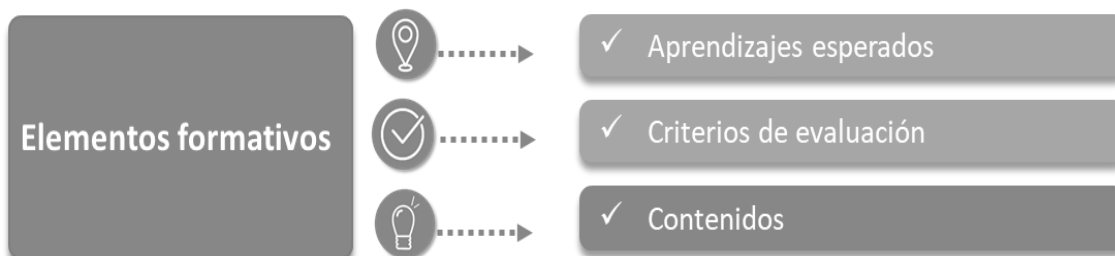 Elementos formativos
✓ Aprendizajes esperados
✓ Criterios de evaluación
✓ Contenidos